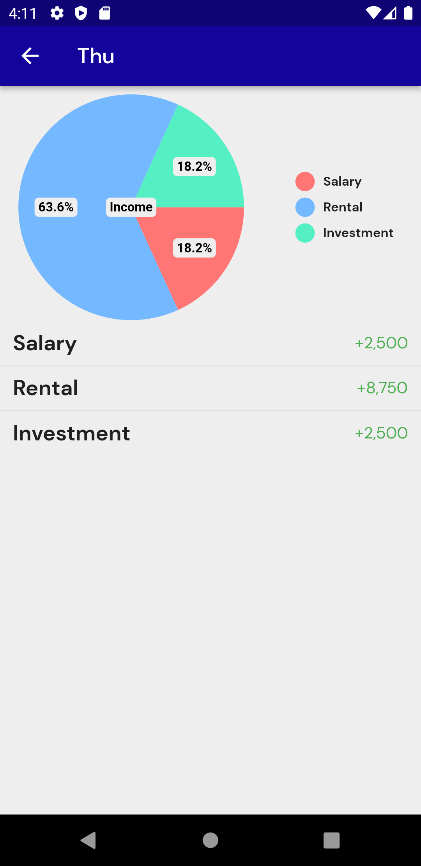 4:11
Thu
18.2%
63.6%
Income
18.2%
Salary
Rental
Investment
Salary +2,500
Rental +8,750
Investment +2,500